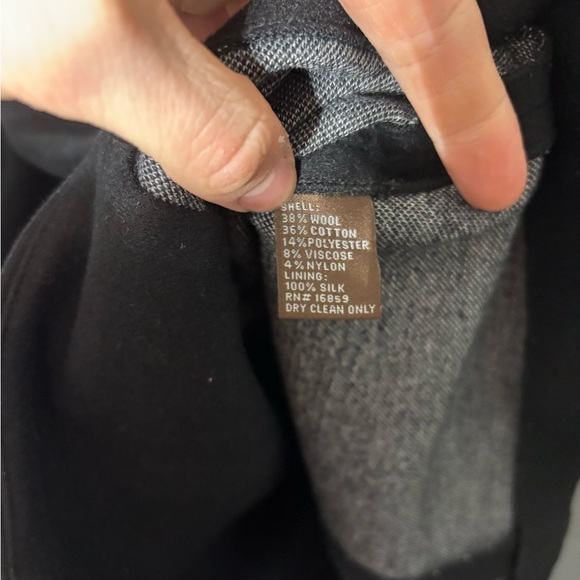 SHELL:
38% WOOL
36% COTTON
14% POLYESTER
8% VISCOSE
4% NYLON
LINING:
100% SILK
RN# 16859
DRY CLEAN ONLY